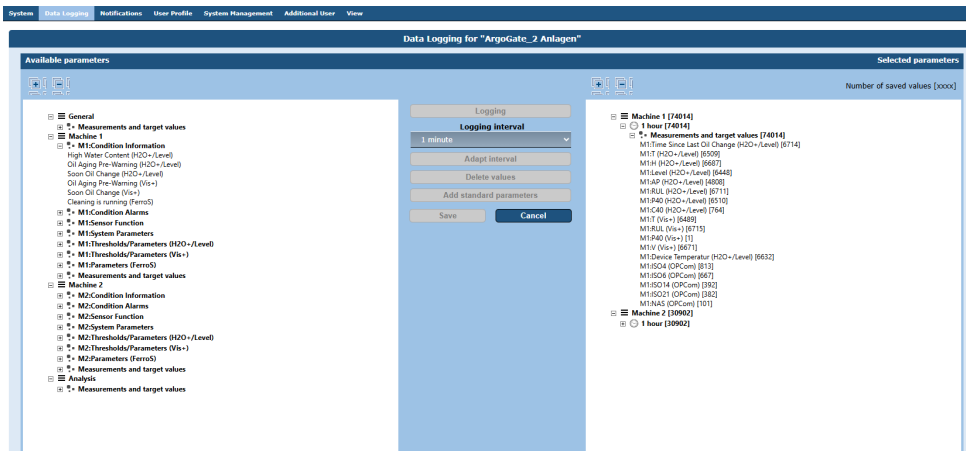 System Data Logging Notifications User Profile System Management Additional User View
Data Logging for "ArgoGate_2 Anlagen"
Available parameters
Selected parameters
Number of saved values [xxxx]
General
Measurements and target values
Machine 1
M1:Condition Information
High Water Content (H2O+/Level)
Oil Aging Pre-Warning (H2O+/Level)
Soon Oil Change (H2O+/Level)
Oil Aging Pre-Warning (Vis+)
Soon Oil Change (Vis+)
Cleaning is running (FerroS)
M1:Condition Alarms
M1:Sensor Function
M1:System Parameters
M1:Thresholds/Parameters (H2O+/Level)
M1:Thresholds/Parameters (Vis+)
M1:Parameters (FerroS)
Measurements and target values
Machine 2
M2:Condition Information
M2:Condition Alarms
M2:Sensor Function
M2:System Parameters
M2:Thresholds/Parameters (H2O+/Level)
M2:Thresholds/Parameters (Vis+)
M2:Parameters (FerroS)
Measurements and target values
Analysis
Measurements and target values
Logging
Logging interval
1 minute
Adapt interval
Delete values
Add standard parameters
Save
Cancel
Machine 1 [74014]
1 hour [74014]
Measurements and target values [74014]
M1:Time Since Last Oil Change (H2O+/Level) [6714]
M1:T (H2O+/Level) [6509]
M1:H (H2O+/Level) [6687]
M1:Level (H2O+/Level) [6448]
M1:AP (H2O+/Level) [4808]
M1:RUL (H2O+/Level) [6711]
M1:P40 (H2O+/Level) [6510]
M1:C40 (H2O+/Level) [764]
M1:T (Vis+) [6489]
M1:RUL (Vis+) [6715]
M1:P40 (Vis+) [1]
M1:V (Vis+) [6671]
M1:Device Temperatur (H2O+/Level) [6632]
M1:ISO4 (OPCom) [813]
M1:ISO6 (OPCom) [667]
M1:ISO14 (OPCom) [392]
M1:ISO21 (OPCom) [382]
M1:NAS (OPCom) [101]
Machine 2 [30902]
1 hour [30902]